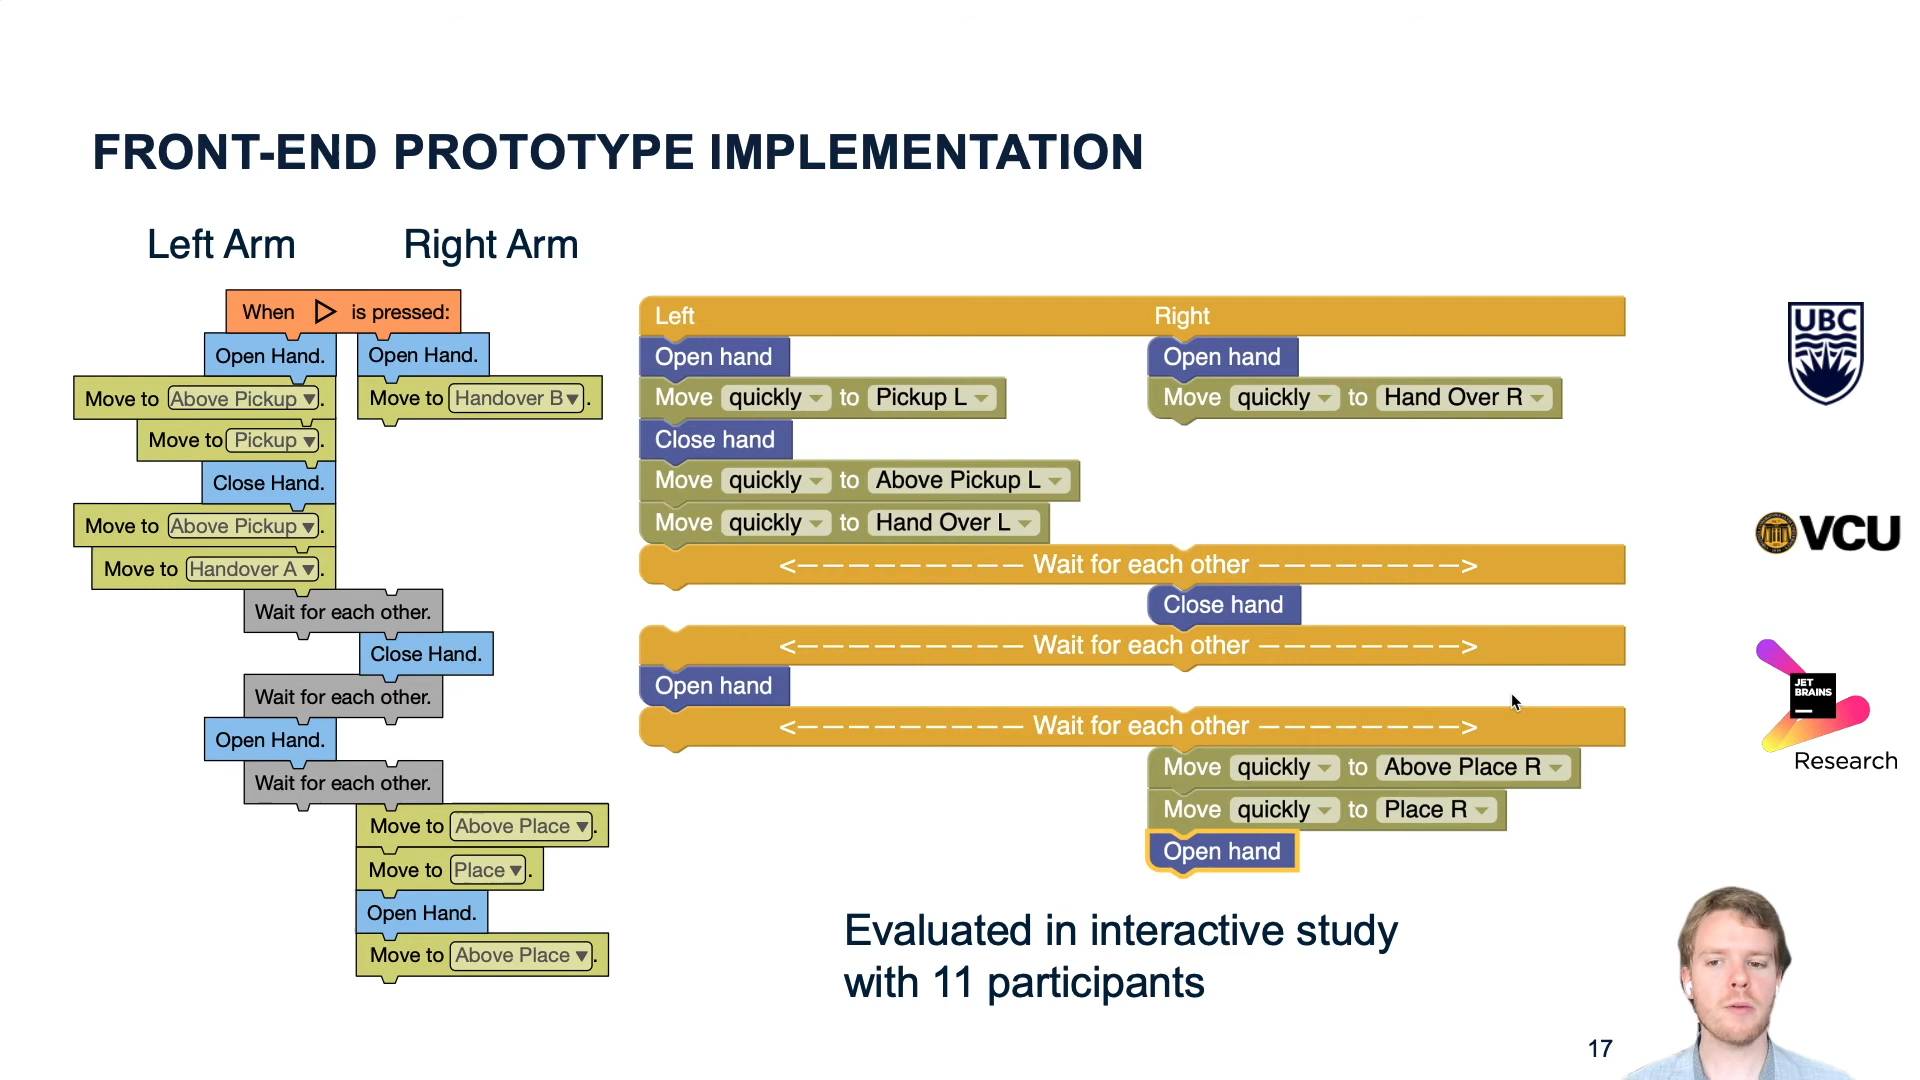 FRONT-END PROTOTYPE IMPLEMENTATION
Left Arm
Right Arm
When ▷ is pressed:
Open Hand.
Open Hand.
Move to Above Pickup ▼.
Move to Handover B ▼.
Move to Pickup ▼.
Close Hand.
Move to Above Pickup ▼.
Move to Handover A ▼.
Wait for each other.
Close Hand.
Wait for each other.
Open Hand.
Wait for each other.
Move to Above Place ▼.
Move to Place ▼.
Open Hand.
Move to Above Place ▼.
Left
Right
Open hand
Open hand
Move quickly to Pickup L
Move quickly to Hand Over R
Close hand
Move quickly to Above Pickup L
Move quickly to Hand Over L
<————————— Wait for each other ————————>
Close hand
<————————— Wait for each other ————————>
Open hand
<————————— Wait for each other ————————>
Move quickly to Above Place R
Move quickly to Place R
Open hand
Evaluated in interactive study
with 11 participants
UBC
VCU
JET
BRAINS
Research
17